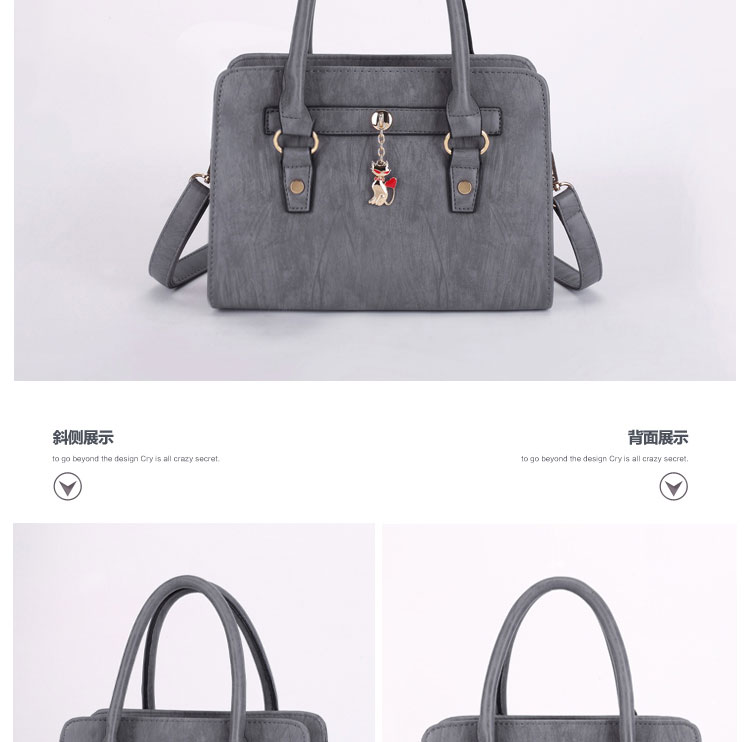 斜侧展示
to go beyond the design Cry is all crazy secret.
背面展示
to go beyond the design Cry is all crazy secret.